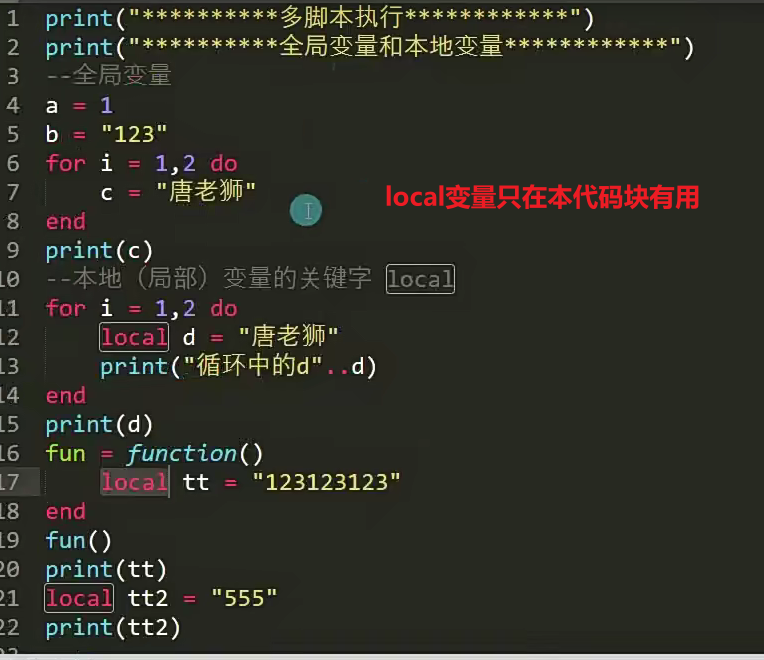 1 print("**********多脚本执行************")
2 print("**********全局变量和本地变量************")
3 --全局变量
4 a = 1
5 b = "123"
6 for i = 1,2 do
7 c = "唐老狮"
local变量只在本代码块有用
8 end
9 print(c)
10 --本地（局部）变量的关键字 local
11 for i = 1,2 do
12 local d = "唐老狮"
13 print("循环中的d"..d)
14 end
15 print(d)
16 fun = function()
17 local tt = "123123123"
18 end
19 fun()
20 print(tt)
21 local tt2 = "555"
22 print(tt2)